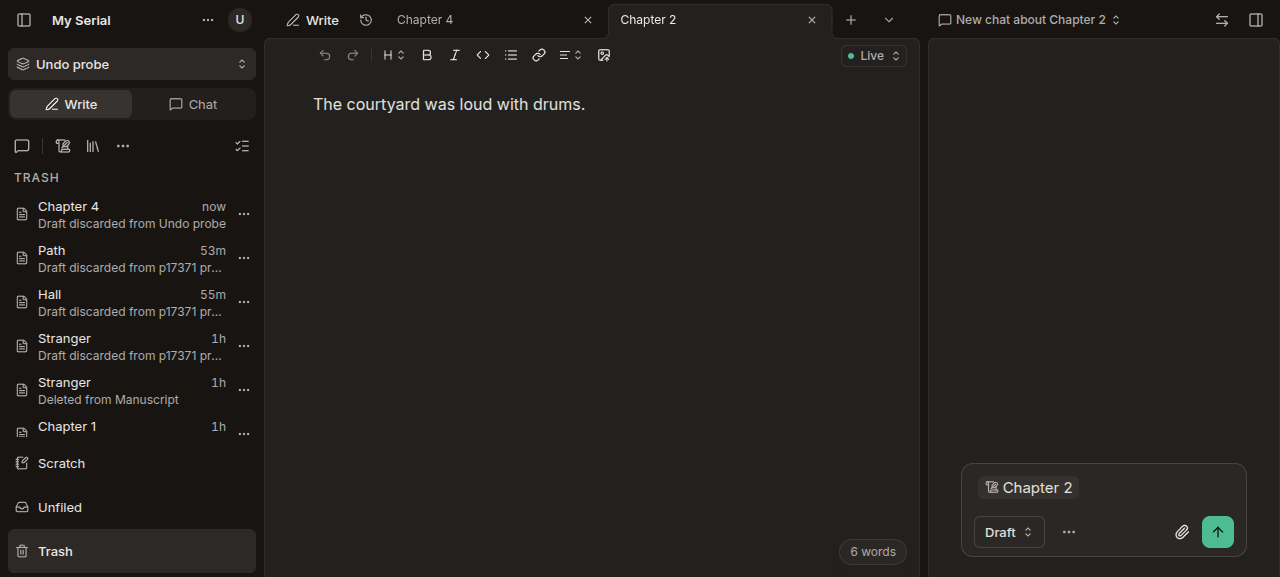 My Serial
U
Write
Chapter 4
Chapter 2
New chat about Chapter 2
Undo probe
H
B
I
Live
Write
Chat
The courtyard was loud with drums.
TRASH
Chapter 4
now
Draft discarded from Undo probe
Path
53m
Draft discarded from p17371 pr...
Hall
55m
Draft discarded from p17371 pr...
Stranger
1h
Draft discarded from p17371 pr...
Stranger
1h
Deleted from Manuscript
Chapter 1
1h
Scratch
Unfiled
Trash
6 words
Chapter 2
Draft